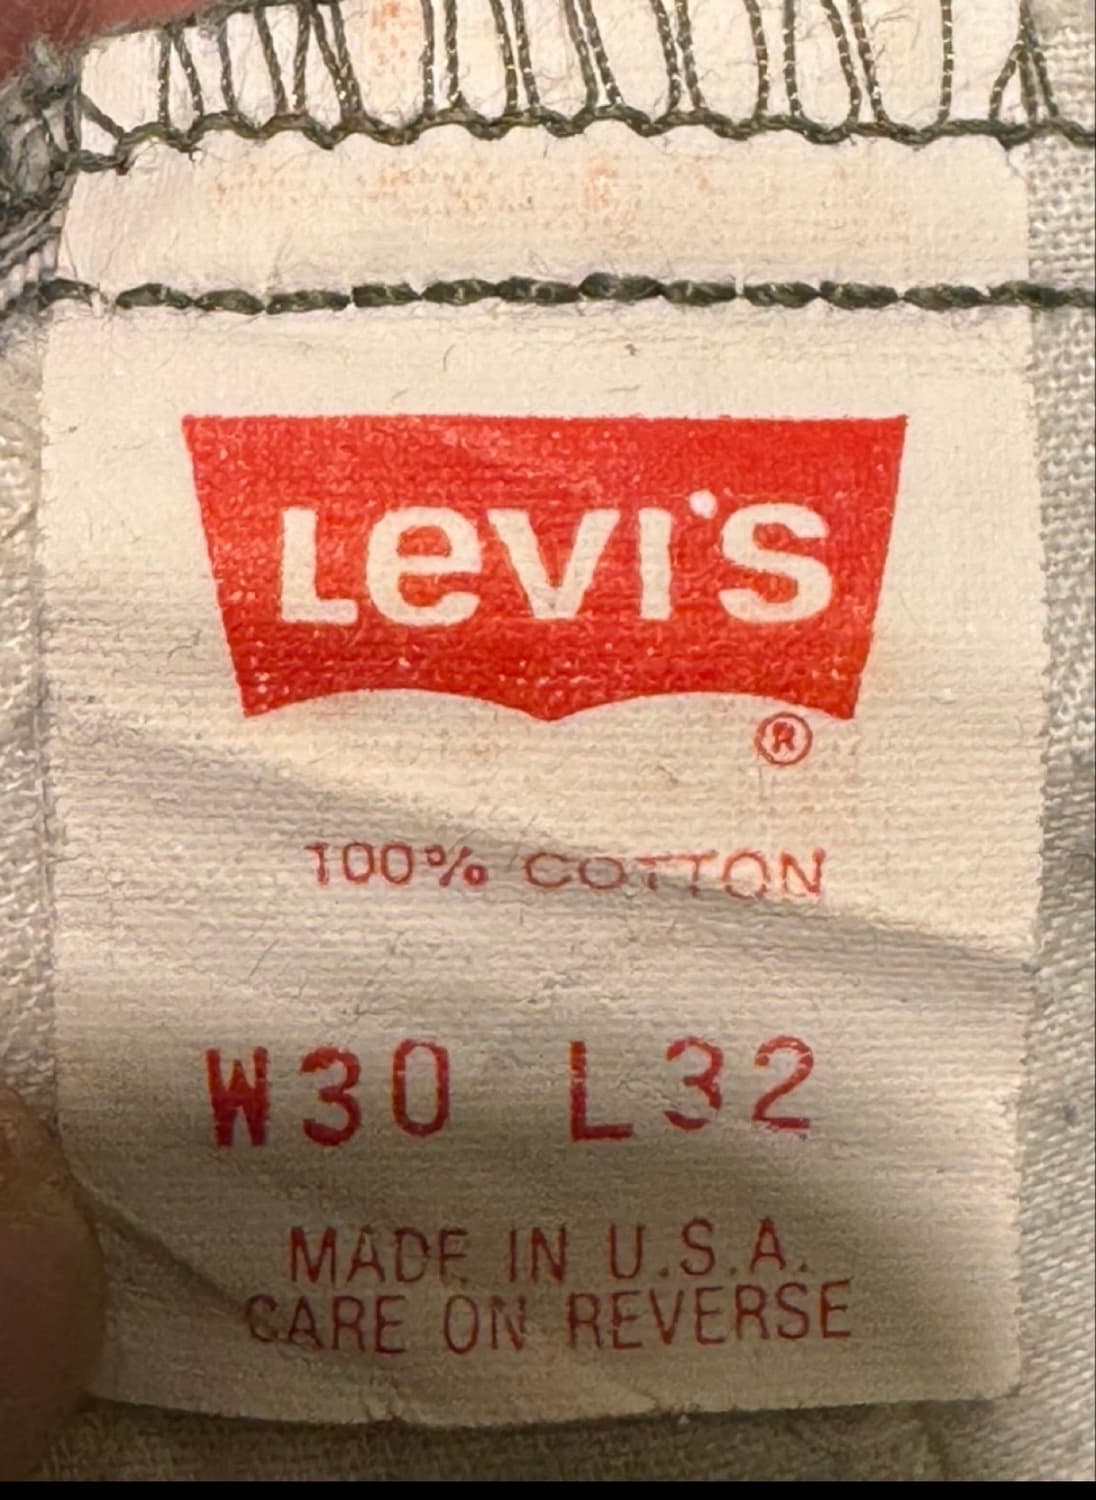 Levi's
®
100% COTTON
W30 L32
MADE IN U.S.A.
CARE ON REVERSE